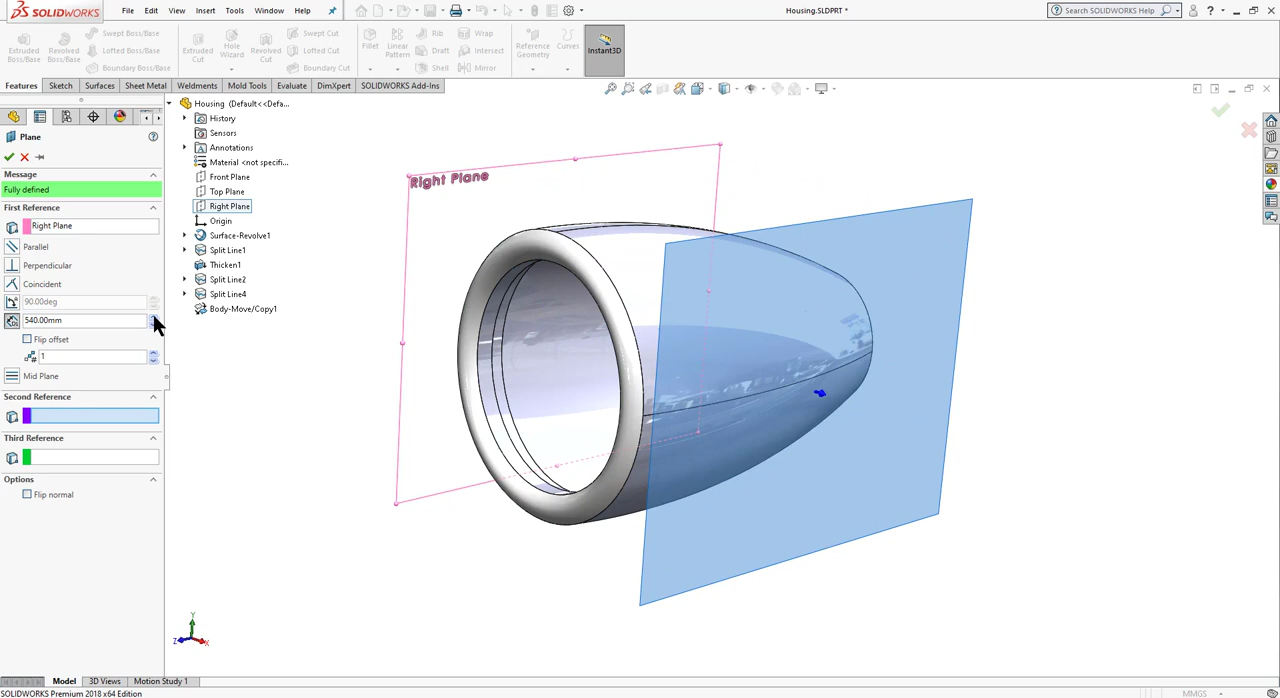 SOLIDWORKS File Edit View Insert Tools Window Help Housing.SLDPRT * Search SOLIDWORKS Help
Extruded Boss/Base
Revolved Boss/Base
Swept Boss/Base
Lofted Boss/Base
Boundary Boss/Base
Extruded Cut
Hole Wizard
Revolved Cut
Swept Cut
Lofted Cut
Boundary Cut
Fillet
Linear Pattern
Rib
Draft
Shell
Wrap
Intersect
Mirror
Reference Geometry
Curves
Instant3D
Features Sketch Surfaces Sheet Metal Weldments Mold Tools Evaluate DimXpert SOLIDWORKS Add-Ins
Plane
Message
Fully defined
First Reference
Right Plane
Parallel
Perpendicular
Coincident
90.00deg
540.00mm
Flip offset
1
Mid Plane
Second Reference
Third Reference
Options
Flip normal
Housing (Default<<Defa...
History
Sensors
Annotations
Material <not specifi...
Front Plane
Top Plane
Right Plane
Origin
Surface-Revolve1
Split Line1
Thicken1
Split Line2
Split Line4
Body-Move/Copy1
Right Plane
Y
Z
X
Model 3D Views Motion Study 1
SOLIDWORKS Premium 2018 x64 Edition MMGS